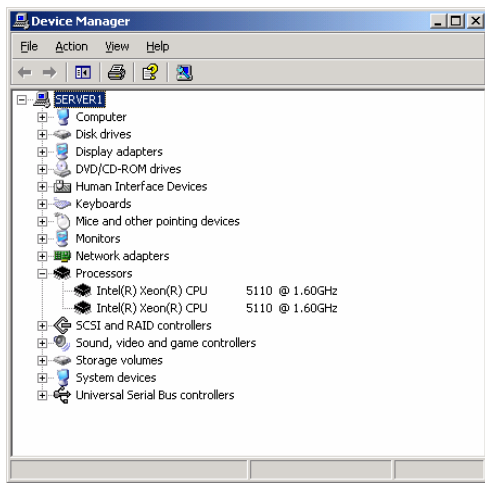 Device Manager
File Action View Help
SERVER1
Computer
Disk drives
Display adapters
DVD/CD-ROM drives
Human Interface Devices
Keyboards
Mice and other pointing devices
Monitors
Network adapters
Processors
Intel(R) Xeon(R) CPU 5110 @ 1.60GHz
Intel(R) Xeon(R) CPU 5110 @ 1.60GHz
SCSI and RAID controllers
Sound, video and game controllers
Storage volumes
System devices
Universal Serial Bus controllers